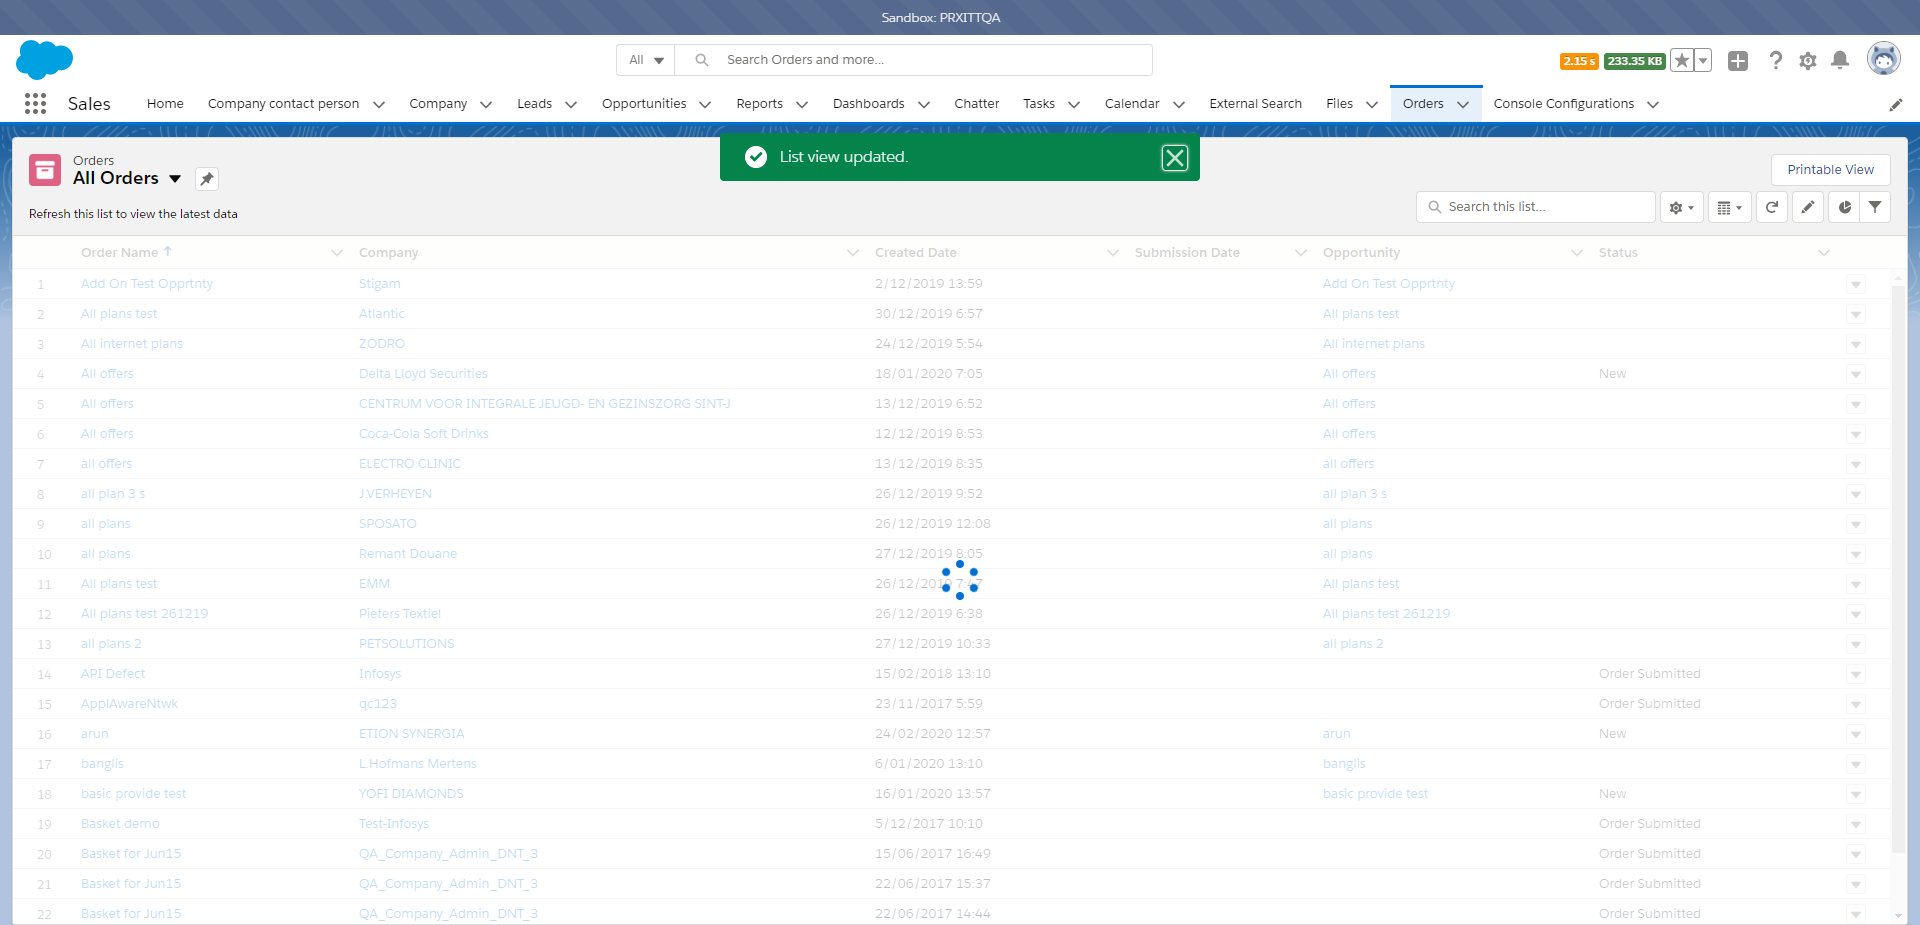 Sandbox: PRXITTQA
All
Search Orders and more...
2.15 s
233.35 KB
Sales
Home
Company contact person
Company
Leads
Opportunities
Reports
Dashboards
Chatter
Tasks
Calendar
External Search
Files
Orders
Console Configurations
List view updated.
Orders
All Orders
Printable View
Refresh this list to view the latest data
Search this list...
Order Name Company Created Date Submission Date Opportunity Status
1 Add On Test Opprtnty Stigam 2/12/2019 13:59 Add On Test Opprtnty
2 All plans test Atlantic 30/12/2019 6:57 All plans test
3 All internet plans ZODRO 24/12/2019 5:54 All internet plans
4 All offers Delta Lloyd Securities 18/01/2020 7:05 All offers New
5 All offers CENTRUM VOOR INTEGRALE JEUGD- EN GEZINSZORG SINT-J 13/12/2019 6:52 All offers
6 All offers Coca-Cola Soft Drinks 12/12/2019 8:53 All offers
7 all offers ELECTRO CLINIC 13/12/2019 8:35 all offers
8 all plan 3 s J.VERHEYEN 26/12/2019 9:52 all plan 3 s
9 all plans SPOSATO 26/12/2019 12:08 all plans
10 all plans Remant Douane 27/12/2019 8:05 all plans
11 All plans test EMM 26/12/2019 7:47 All plans test
12 All plans test 261219 Pieters Textiel 26/12/2019 6:38 All plans test 261219
13 all plans 2 PETSOLUTIONS 27/12/2019 10:33 all plans 2
14 API Defect Infosys 15/02/2018 13:10 Order Submitted
15 ApplAwareNtwk qc123 23/11/2017 5:59 Order Submitted
16 arun ETION SYNERGIA 24/02/2020 12:57 arun New
17 banglis L.Hofmans Mertens 6/01/2020 13:10 banglis
18 basic provide test YOFI DIAMONDS 16/01/2020 13:57 basic provide test New
19 Basket demo Test-Infosys 5/12/2017 10:10 Order Submitted
20 Basket for Jun15 QA_Company_Admin_DNT_3 15/06/2017 16:49 Order Submitted
21 Basket for Jun15 QA_Company_Admin_DNT_3 22/06/2017 15:37 Order Submitted
22 Basket for Jun15 QA_Company_Admin_DNT_3 22/06/2017 14:44 Order Submitted